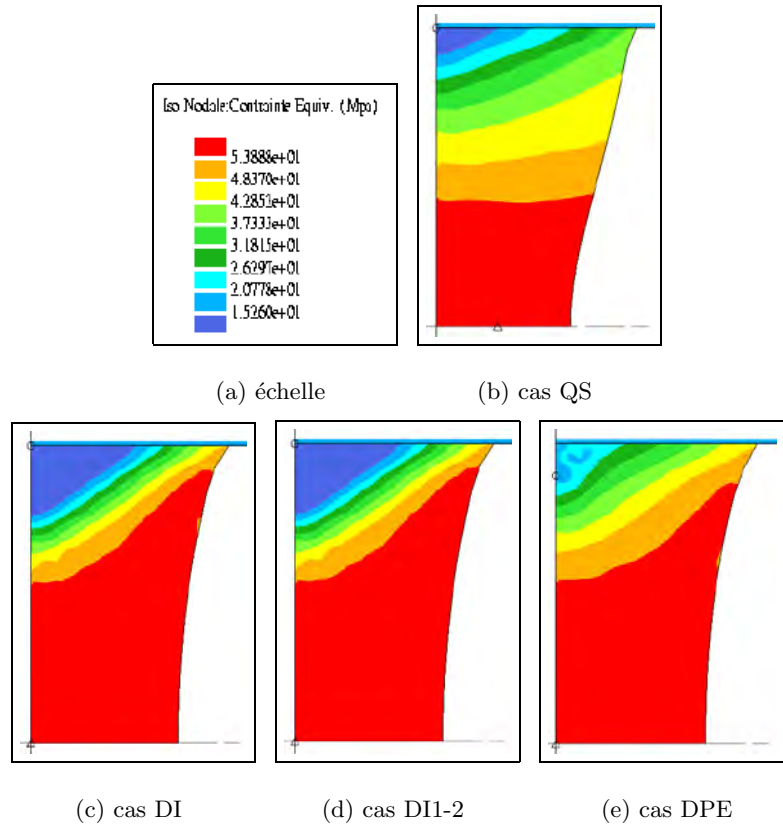 Iso Nodale:Contrainte Equiv. (Mpa)
5.3888e+01
4.8370e+01
4.2852e+01
3.7333e+01
3.1815e+01
2.6297e+01
2.0778e+01
1.5260e+01
(a) échelle
(b) cas QS
(c) cas DI
(d) cas DI1-2
(e) cas DPE